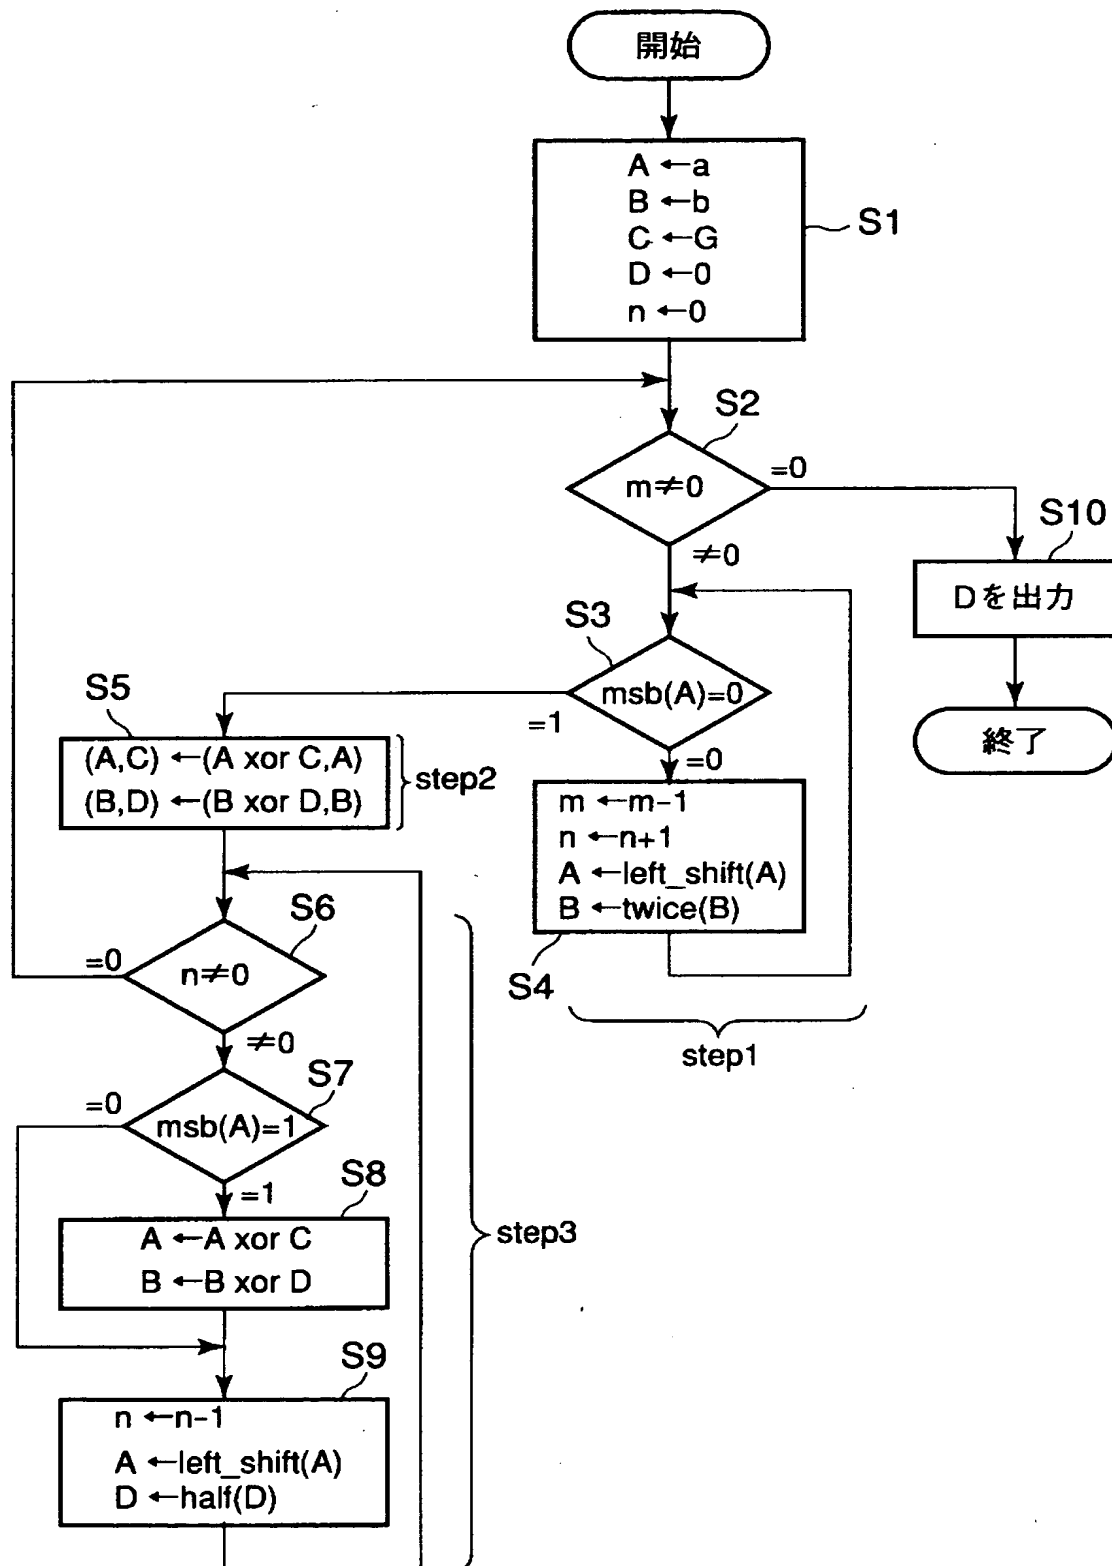 開始
A ←a
B ←b
C ←G
D ←0
n ←0
S1
S2
m≠0
=0
≠0
S10
Dを出力
終了
S3
msb(A)=0
=1
=0
m ←m-1
n ←n+1
A ←left_shift(A)
B ←twice(B)
S4
step1
S5
(A,C) ←(A xor C,A)
(B,D) ←(B xor D,B)
step2
S6
n≠0
=0
≠0
S7
msb(A)=1
=0
=1
S8
A ←A xor C
B ←B xor D
step3
S9
n ←n-1
A ←left_shift(A)
D ←half(D)